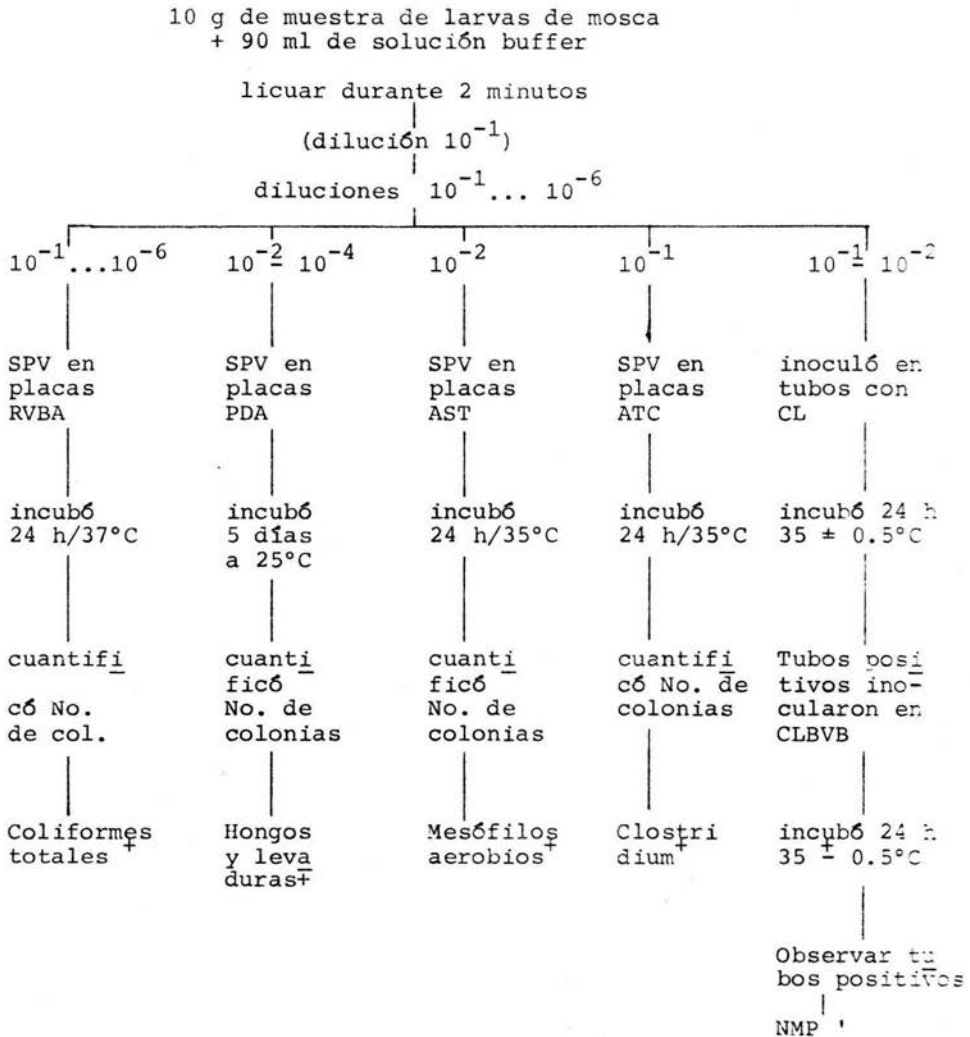 10 g de muestra de larvas de mosca
+ 90 ml de solución buffer
licuar durante 2 minutos
(dilución 10^-1)
diluciones 10^-1... 10^-6
10^-1...10^-6
SPV en
placas
RVBA
incubó
24 h/37°C
cuantifi
có No.
de col.
Coliformes
totales +
10^-2 - 10^-4
SPV en
placas
PDA
incubó
5 días
a 25°C
cuanti
ficó
No. de
colonias
Hongos
y leva
duras+
10^-2
SPV en
placas
AST
incubó
24 h/35°C
cuanti
ficó
No. de
colonias
Mesófilos
aerobios+
10^-1
SPV en
placas
ATC
incubó
24 h/35°C
cuantifi
có No. de
colonias
Clostri
dium+
10^-1 - 10^-2
inoculó en
tubos con
CL
incubó 24 h
35 ± 0.5°C
Tubos posi
tivos ino-
cularon en
CLBVB
incubó 24 h
35 ± 0.5°C
Observar tu
bos positivos
NMP '